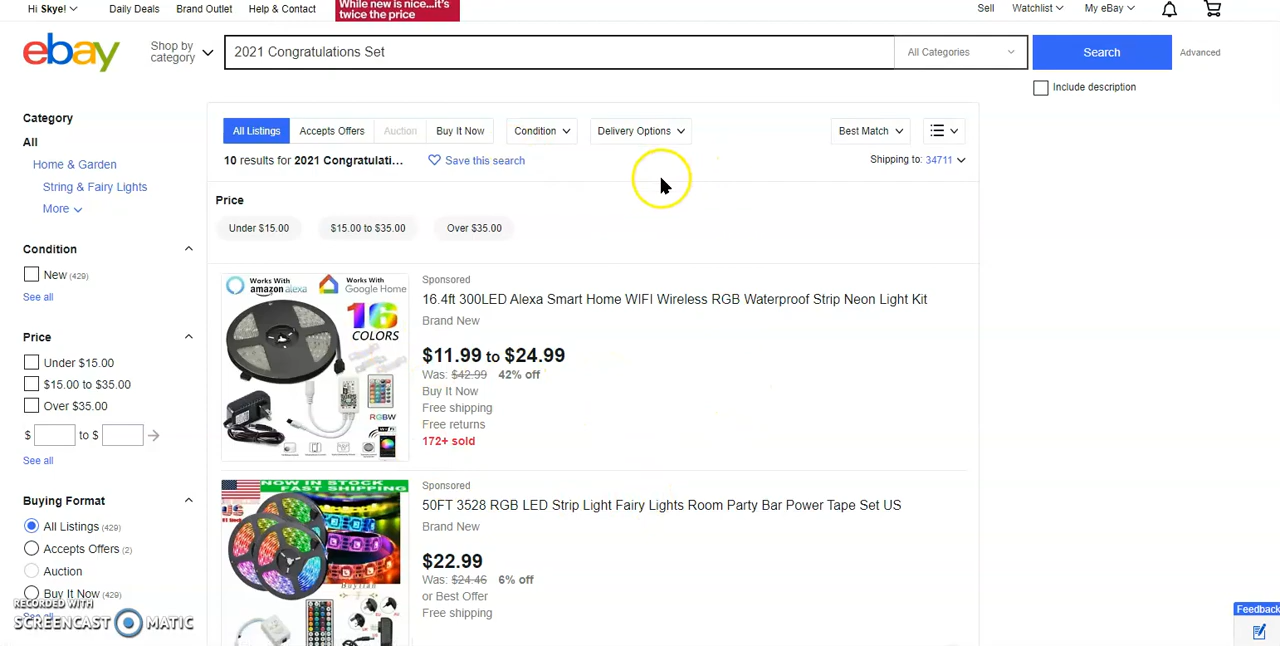 Hi Skye!
Daily Deals
Brand Outlet
Help & Contact
While new is nice...it's
twice the price
Sell
Watchlist
My eBay
ebay
Shop by
category
2021 Congratulations Set
All Categories
Search
Advanced
Include description
Category
All
Home & Garden
String & Fairy Lights
More
Condition
New (429)
See all
Price
Under $15.00
$15.00 to $35.00
Over $35.00
$ to $
See all
Buying Format
All Listings (429)
Accepts Offers (2)
Auction
Buy It Now (429)
See all
RECORDED WITH
SCREENCAST MATIC
All Listings
Accepts Offers
Auction
Buy It Now
Condition
Delivery Options
Best Match
10 results for 2021 Congratulati...
Save this search
Shipping to: 34711
Price
Under $15.00
$15.00 to $35.00
Over $35.00
Works With
amazon alexa
Works With
Google Home
16
COLORS
RGBW
Sponsored
16.4ft 300LED Alexa Smart Home WIFI Wireless RGB Waterproof Strip Neon Light Kit
Brand New
$11.99 to $24.99
Was: $42.99 42% off
Buy It Now
Free shipping
Free returns
172+ sold
NOW IN STOCK
FAST SHIPPING
US
Sponsored
50FT 3528 RGB LED Strip Light Fairy Lights Room Party Bar Power Tape Set US
Brand New
$22.99
Was: $24.46 6% off
or Best Offer
Free shipping
Feedback